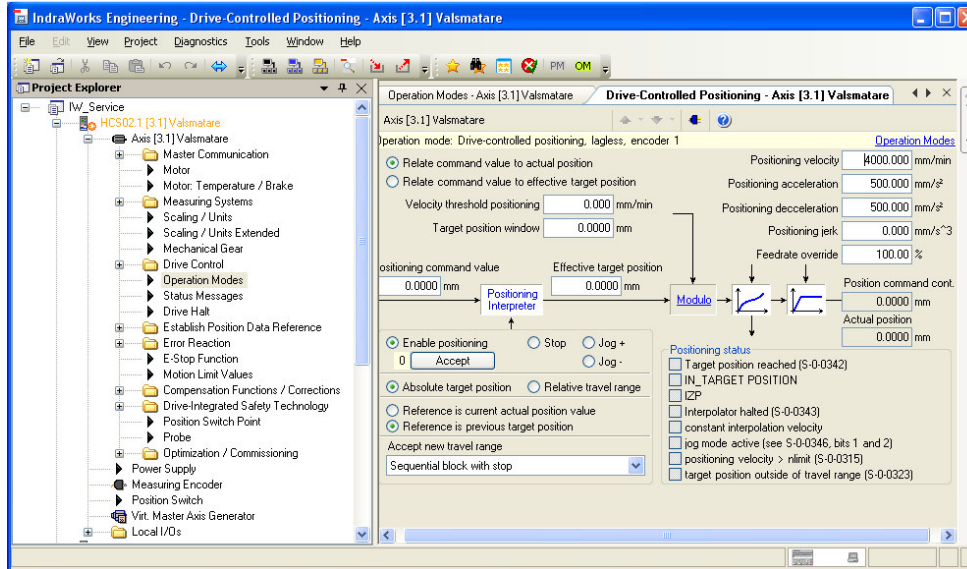 IndraWorks Engineering - Drive-Controlled Positioning - Axis [3.1] Valsmatare
File Edit View Project Diagnostics Tools Window Help
PM OM
Project Explorer
IW_Service
HCS02.1 [3.1] Valsmatare
Axis [3.1] Valsmatare
Master Communication
Motor
Motor: Temperature / Brake
Measuring Systems
Scaling / Units
Scaling / Units Extended
Mechanical Gear
Drive Control
Operation Modes
Status Messages
Drive Halt
Establish Position Data Reference
Error Reaction
E-Stop Function
Motion Limit Values
Compensation Functions / Corrections
Drive-Integrated Safety Technology
Position Switch Point
Probe
Optimization / Commissioning
Power Supply
Measuring Encoder
Position Switch
Virt. Master Axis Generator
Local I/Os
Operation Modes - Axis [3.1] Valsmatare
Drive-Controlled Positioning - Axis [3.1] Valsmatare
Axis [3.1] Valsmatare
peration mode: Drive-controlled positioning, lagless, encoder 1
Operation Modes
Relate command value to actual position
Relate command value to effective target position
Velocity threshold positioning 0.000 mm/min
Target position window 0.0000 mm
Positioning velocity 4000.000 mm/min
Positioning acceleration 500.000 mm/s²
Positioning decceleration 500.000 mm/s²
Positioning jerk 0.000 mm/s^3
Feedrate override 100.00 %
ositioning command value
0.0000 mm
Positioning Interpreter
Effective target position
0.0000 mm
Modulo
Position command cont.
0.0000 mm
Actual position
0.0000 mm
Enable positioning Stop Jog +
0 Accept Jog -
Absolute target position Relative travel range
Reference is current actual position value
Reference is previous target position
Accept new travel range
Sequential block with stop
Positioning status
Target position reached (S-0-0342)
IN_TARGET POSITION
IZP
Interpolator halted (S-0-0343)
constant interpolation velocity
jog mode active (see S-0-0346, bits 1 and 2)
positioning velocity > nlimit (S-0-0315)
target position outside of travel range (S-0-0323)